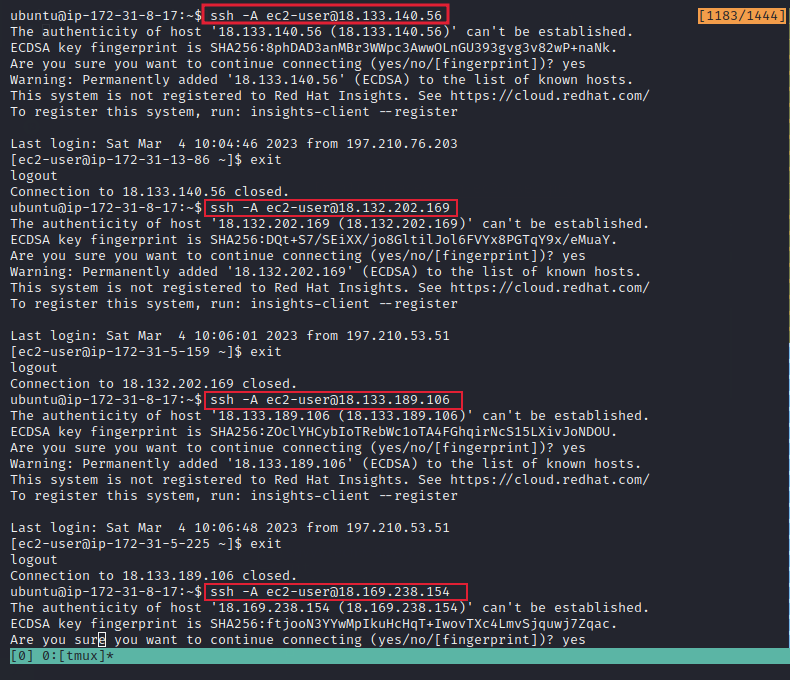 ubuntu@ip-172-31-8-17:~$ ssh -A ec2-user@18.133.140.56 [1183/1444]
The authenticity of host '18.133.140.56 (18.133.140.56)' can't be established.
ECDSA key fingerprint is SHA256:8phDAD3anMBr3WWpc3AwwOLnGU393gvg3v82wP+naNk.
Are you sure you want to continue connecting (yes/no/[fingerprint])? yes
Warning: Permanently added '18.133.140.56' (ECDSA) to the list of known hosts.
This system is not registered to Red Hat Insights. See https://cloud.redhat.com/
To register this system, run: insights-client --register
Last login: Sat Mar  4 10:04:46 2023 from 197.210.76.203
[ec2-user@ip-172-31-13-86 ~]$ exit
logout
Connection to 18.133.140.56 closed.
ubuntu@ip-172-31-8-17:~$ ssh -A ec2-user@18.132.202.169
The authenticity of host '18.132.202.169 (18.132.202.169)' can't be established.
ECDSA key fingerprint is SHA256:DQt+S7/SEiXX/jo8GltilJol6FVYx8PGTqY9x/eMuaY.
Are you sure you want to continue connecting (yes/no/[fingerprint])? yes
Warning: Permanently added '18.132.202.169' (ECDSA) to the list of known hosts.
This system is not registered to Red Hat Insights. See https://cloud.redhat.com/
To register this system, run: insights-client --register
Last login: Sat Mar  4 10:06:01 2023 from 197.210.53.51
[ec2-user@ip-172-31-5-159 ~]$ exit
logout
Connection to 18.132.202.169 closed.
ubuntu@ip-172-31-8-17:~$ ssh -A ec2-user@18.133.189.106
The authenticity of host '18.133.189.106 (18.133.189.106)' can't be established.
ECDSA key fingerprint is SHA256:ZOclYHCybIoTRebWc1oTA4FGhqirNcS15LXivJoNDOU.
Are you sure you want to continue connecting (yes/no/[fingerprint])? yes
Warning: Permanently added '18.133.189.106' (ECDSA) to the list of known hosts.
This system is not registered to Red Hat Insights. See https://cloud.redhat.com/
To register this system, run: insights-client --register
Last login: Sat Mar  4 10:06:48 2023 from 197.210.53.51
[ec2-user@ip-172-31-5-225 ~]$ exit
logout
Connection to 18.133.189.106 closed.
ubuntu@ip-172-31-8-17:~$ ssh -A ec2-user@18.169.238.154
The authenticity of host '18.169.238.154 (18.169.238.154)' can't be established.
ECDSA key fingerprint is SHA256:ftjooN3YYwMpIkuHcHqT+IwovTXc4LmvSjquwj7Zqac.
Are you sure you want to continue connecting (yes/no/[fingerprint])? yes
[0] 0:[tmux]*